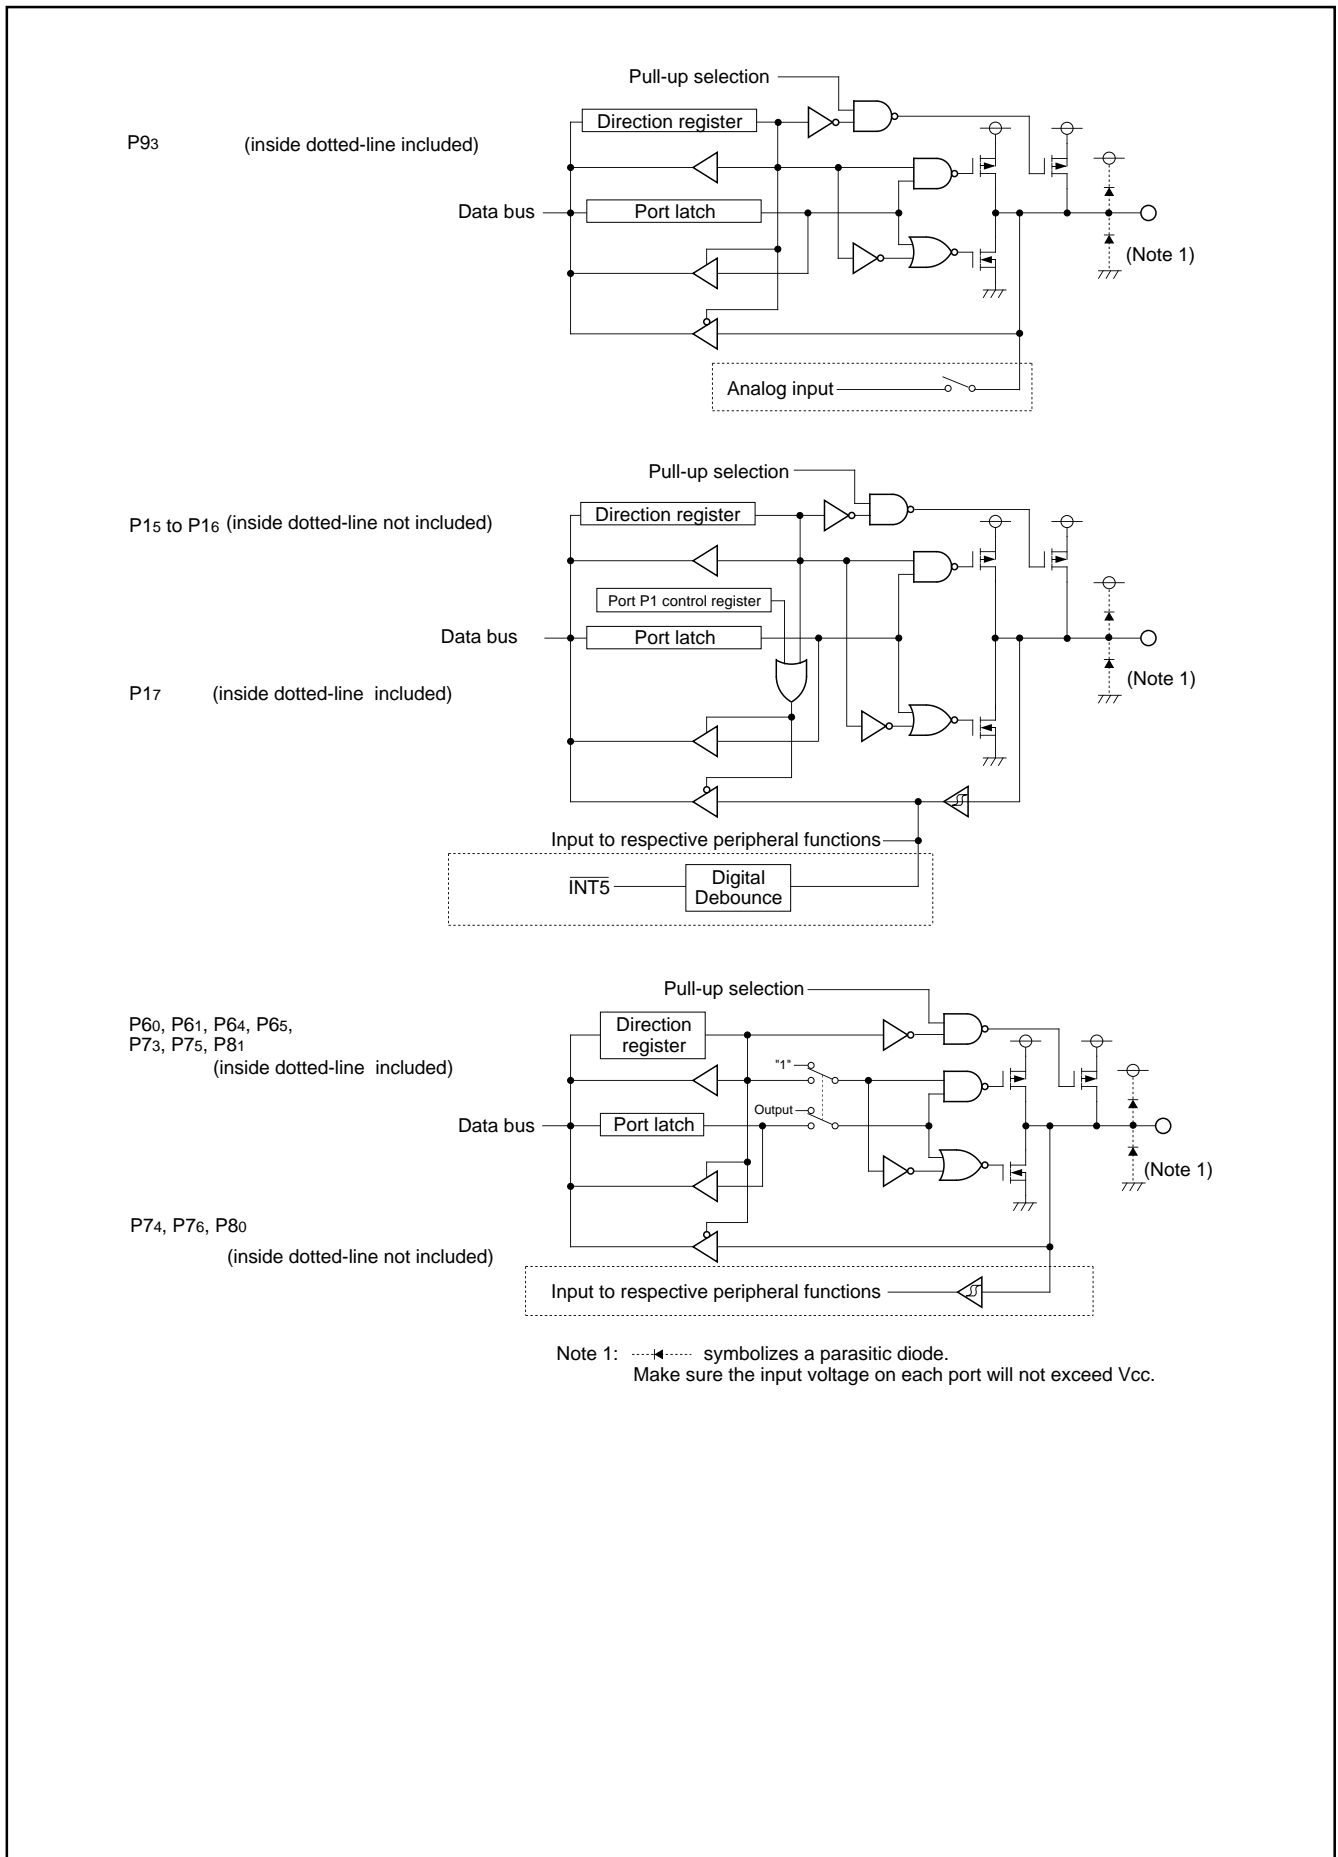 Pull-up selection
Direction register
P93 (inside dotted-line included)
Data bus
Port latch
(Note 1)
Analog input
Pull-up selection
P15 to P16 (inside dotted-line not included)
Direction register
Port P1 control register
Data bus
Port latch
P17 (inside dotted-line included)
(Note 1)
Input to respective peripheral functions
INT5
Digital
Debounce
Pull-up selection
P60, P61, P64, P65,
P73, P75, P81
(inside dotted-line included)
Direction
register
"1"
Output
Data bus
Port latch
(Note 1)
P74, P76, P80
(inside dotted-line not included)
Input to respective peripheral functions
Note 1: symbolizes a parasitic diode.
Make sure the input voltage on each port will not exceed Vcc.